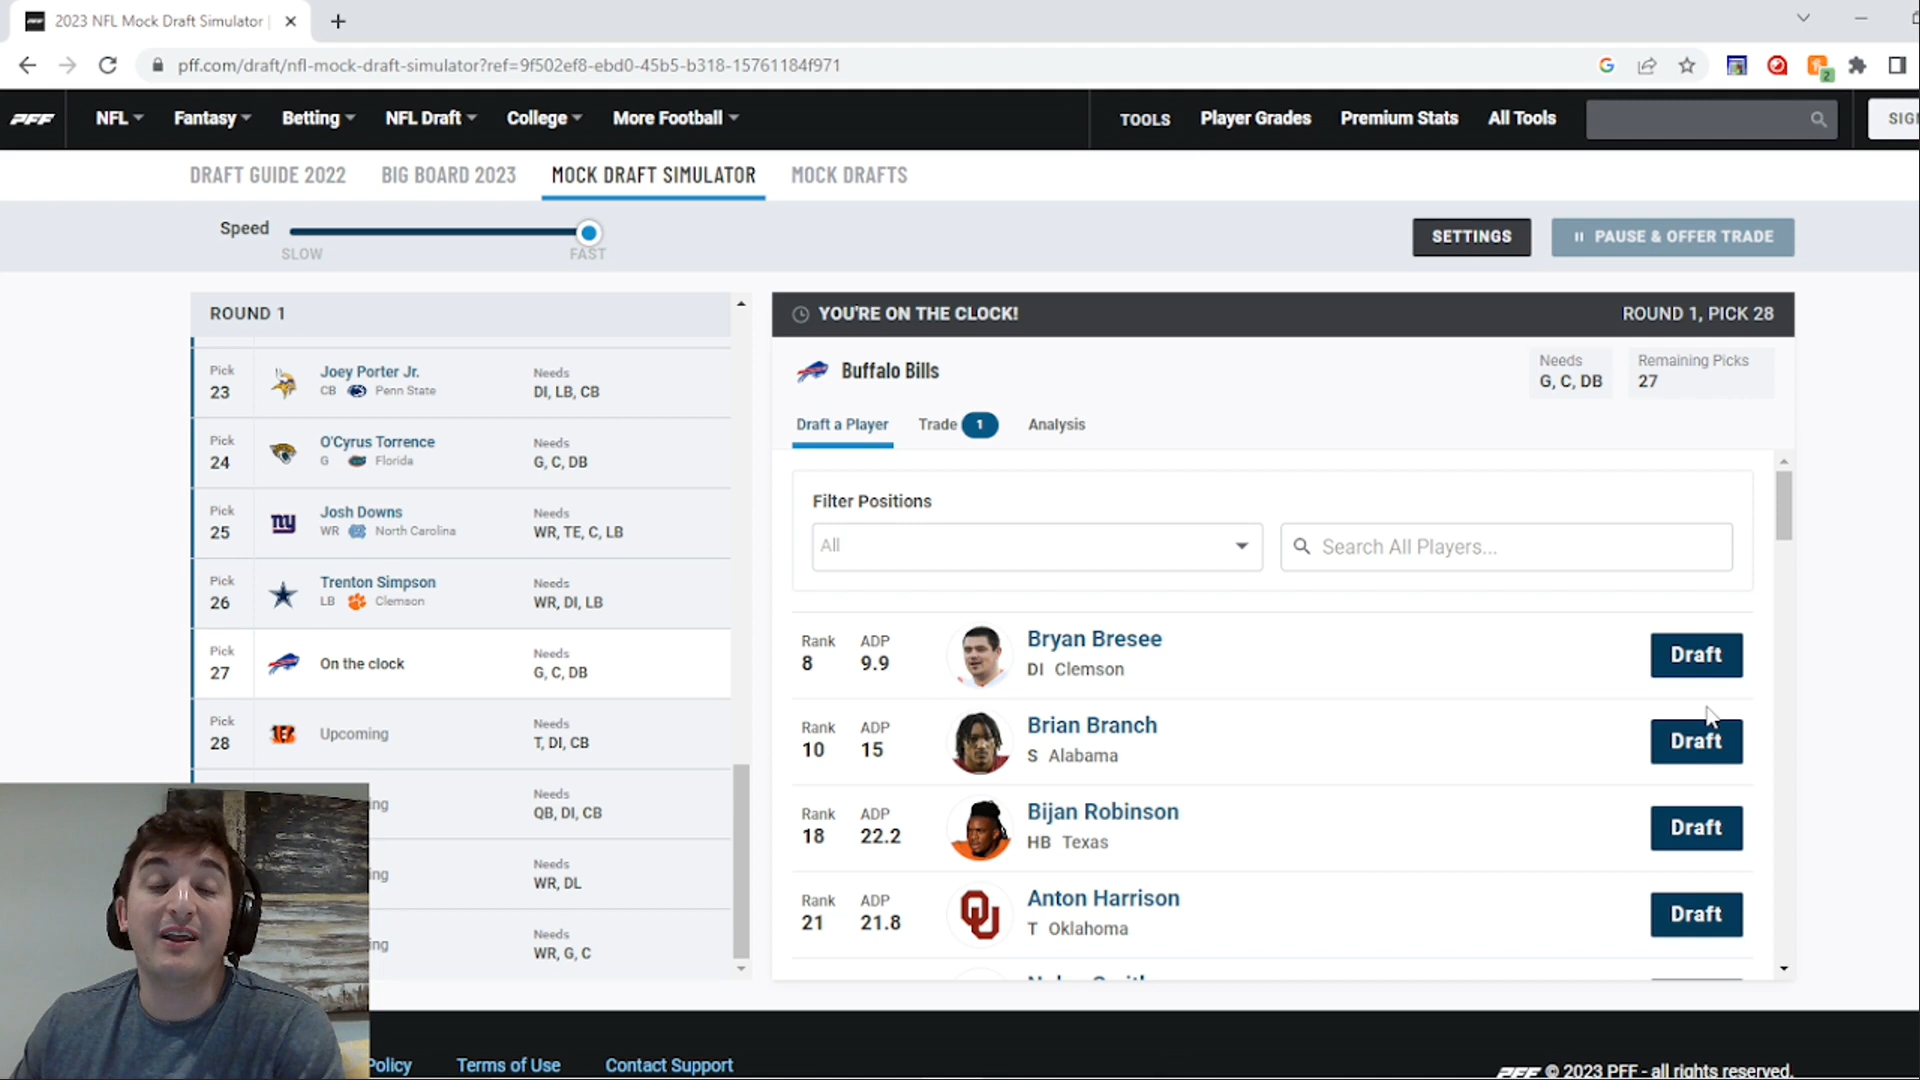 2023 NFL Mock Draft Simulator |
pff.com/draft/nfl-mock-draft-simulator?ref=9f502ef8-ebd0-45b5-b318-15761184f971
2
PFF NFL Fantasy Betting NFL Draft College More Football TOOLS Player Grades Premium Stats All Tools SIGN
DRAFT GUIDE 2022 BIG BOARD 2023 MOCK DRAFT SIMULATOR MOCK DRAFTS
Speed
SLOW FAST
SETTINGS PAUSE & OFFER TRADE
ROUND 1
Pick 23 Joey Porter Jr. CB Penn State Needs DI, LB, CB
Pick 24 O'Cyrus Torrence G Florida Needs G, C, DB
Pick 25 ny Josh Downs WR North Carolina Needs WR, TE, C, LB
Pick 26 Trenton Simpson LB Clemson Needs WR, DI, LB
Pick 27 On the clock Needs G, C, DB
Pick 28 Upcoming Needs T, DI, CB
ng Needs QB, DI, CB
ng Needs WR, DL
ng Needs WR, G, C
YOU'RE ON THE CLOCK! ROUND 1, PICK 28
Buffalo Bills
Needs G, C, DB
Remaining Picks 27
Draft a Player Trade 1 Analysis
Filter Positions
All Search All Players...
Rank 8 ADP 9.9 Bryan Bresee DI Clemson Draft
Rank 10 ADP 15 Brian Branch S Alabama Draft
Rank 18 ADP 22.2 Bijan Robinson HB Texas Draft
Rank 21 ADP 21.8 Anton Harrison T Oklahoma Draft
Policy Terms of Use Contact Support
PFF © 2023 PFF - all rights reserved.